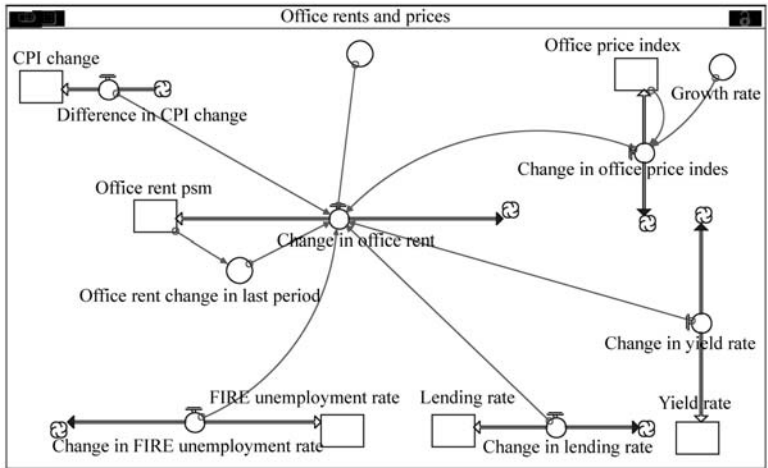 Office rents and prices
CPI change
Office price index
Growth rate
Difference in CPI change
Change in office price indes
Office rent psm
Change in office rent
Office rent change in last period
Change in yield rate
FIRE unemployment rate
Lending rate
Yield rate
Change in FIRE unemployment rate
Change in lending rate